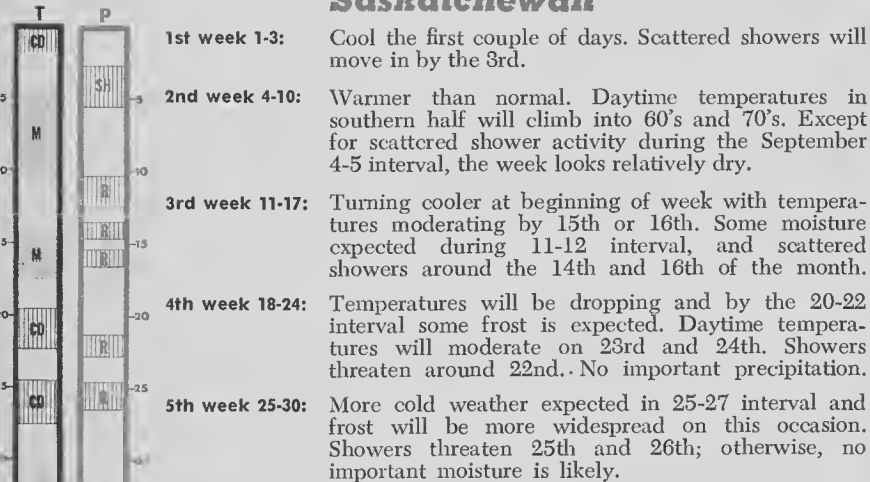 Saskatchewan
T
P
CD
SH
5
5
M
10
R
R
15
M
R
20
CD
R
25
CD
R
1st week 1-3: Cool the first couple of days. Scattered showers will
move in by the 3rd.
2nd week 4-10: Warmer than normal. Daytime temperatures in
southern half will climb into 60's and 70's. Except
for scattered shower activity during the September
4-5 interval, the week looks relatively dry.
3rd week 11-17: Turning cooler at beginning of week with tempera-
tures moderating by 15th or 16th. Some moisture
expected during 11-12 interval, and scattered
showers around the 14th and 16th of the month.
4th week 18-24: Temperatures will be dropping and by the 20-22
interval some frost is expected. Daytime tempera-
tures will moderate on 23rd and 24th. Showers
threaten around 22nd. · No important precipitation.
5th week 25-30: More cold weather expected in 25-27 interval and
frost will be more widespread on this occasion.
Showers threaten 25th and 26th; otherwise, no
important moisture is likely.